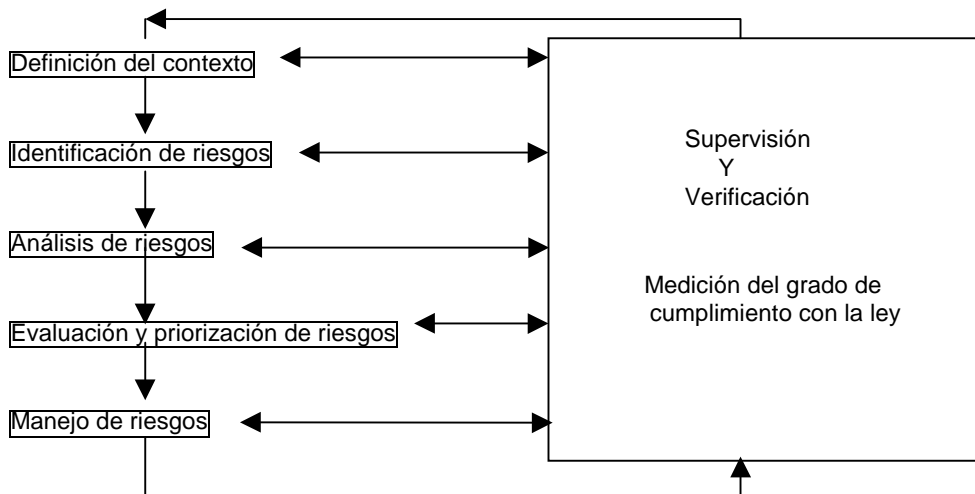 Definición del contexto
Identificación de riesgos
Análisis de riesgos
Evaluación y priorización de riesgos
Manejo de riesgos
Supervisión
Y
Verificación
Medición del grado de
cumplimiento con la ley